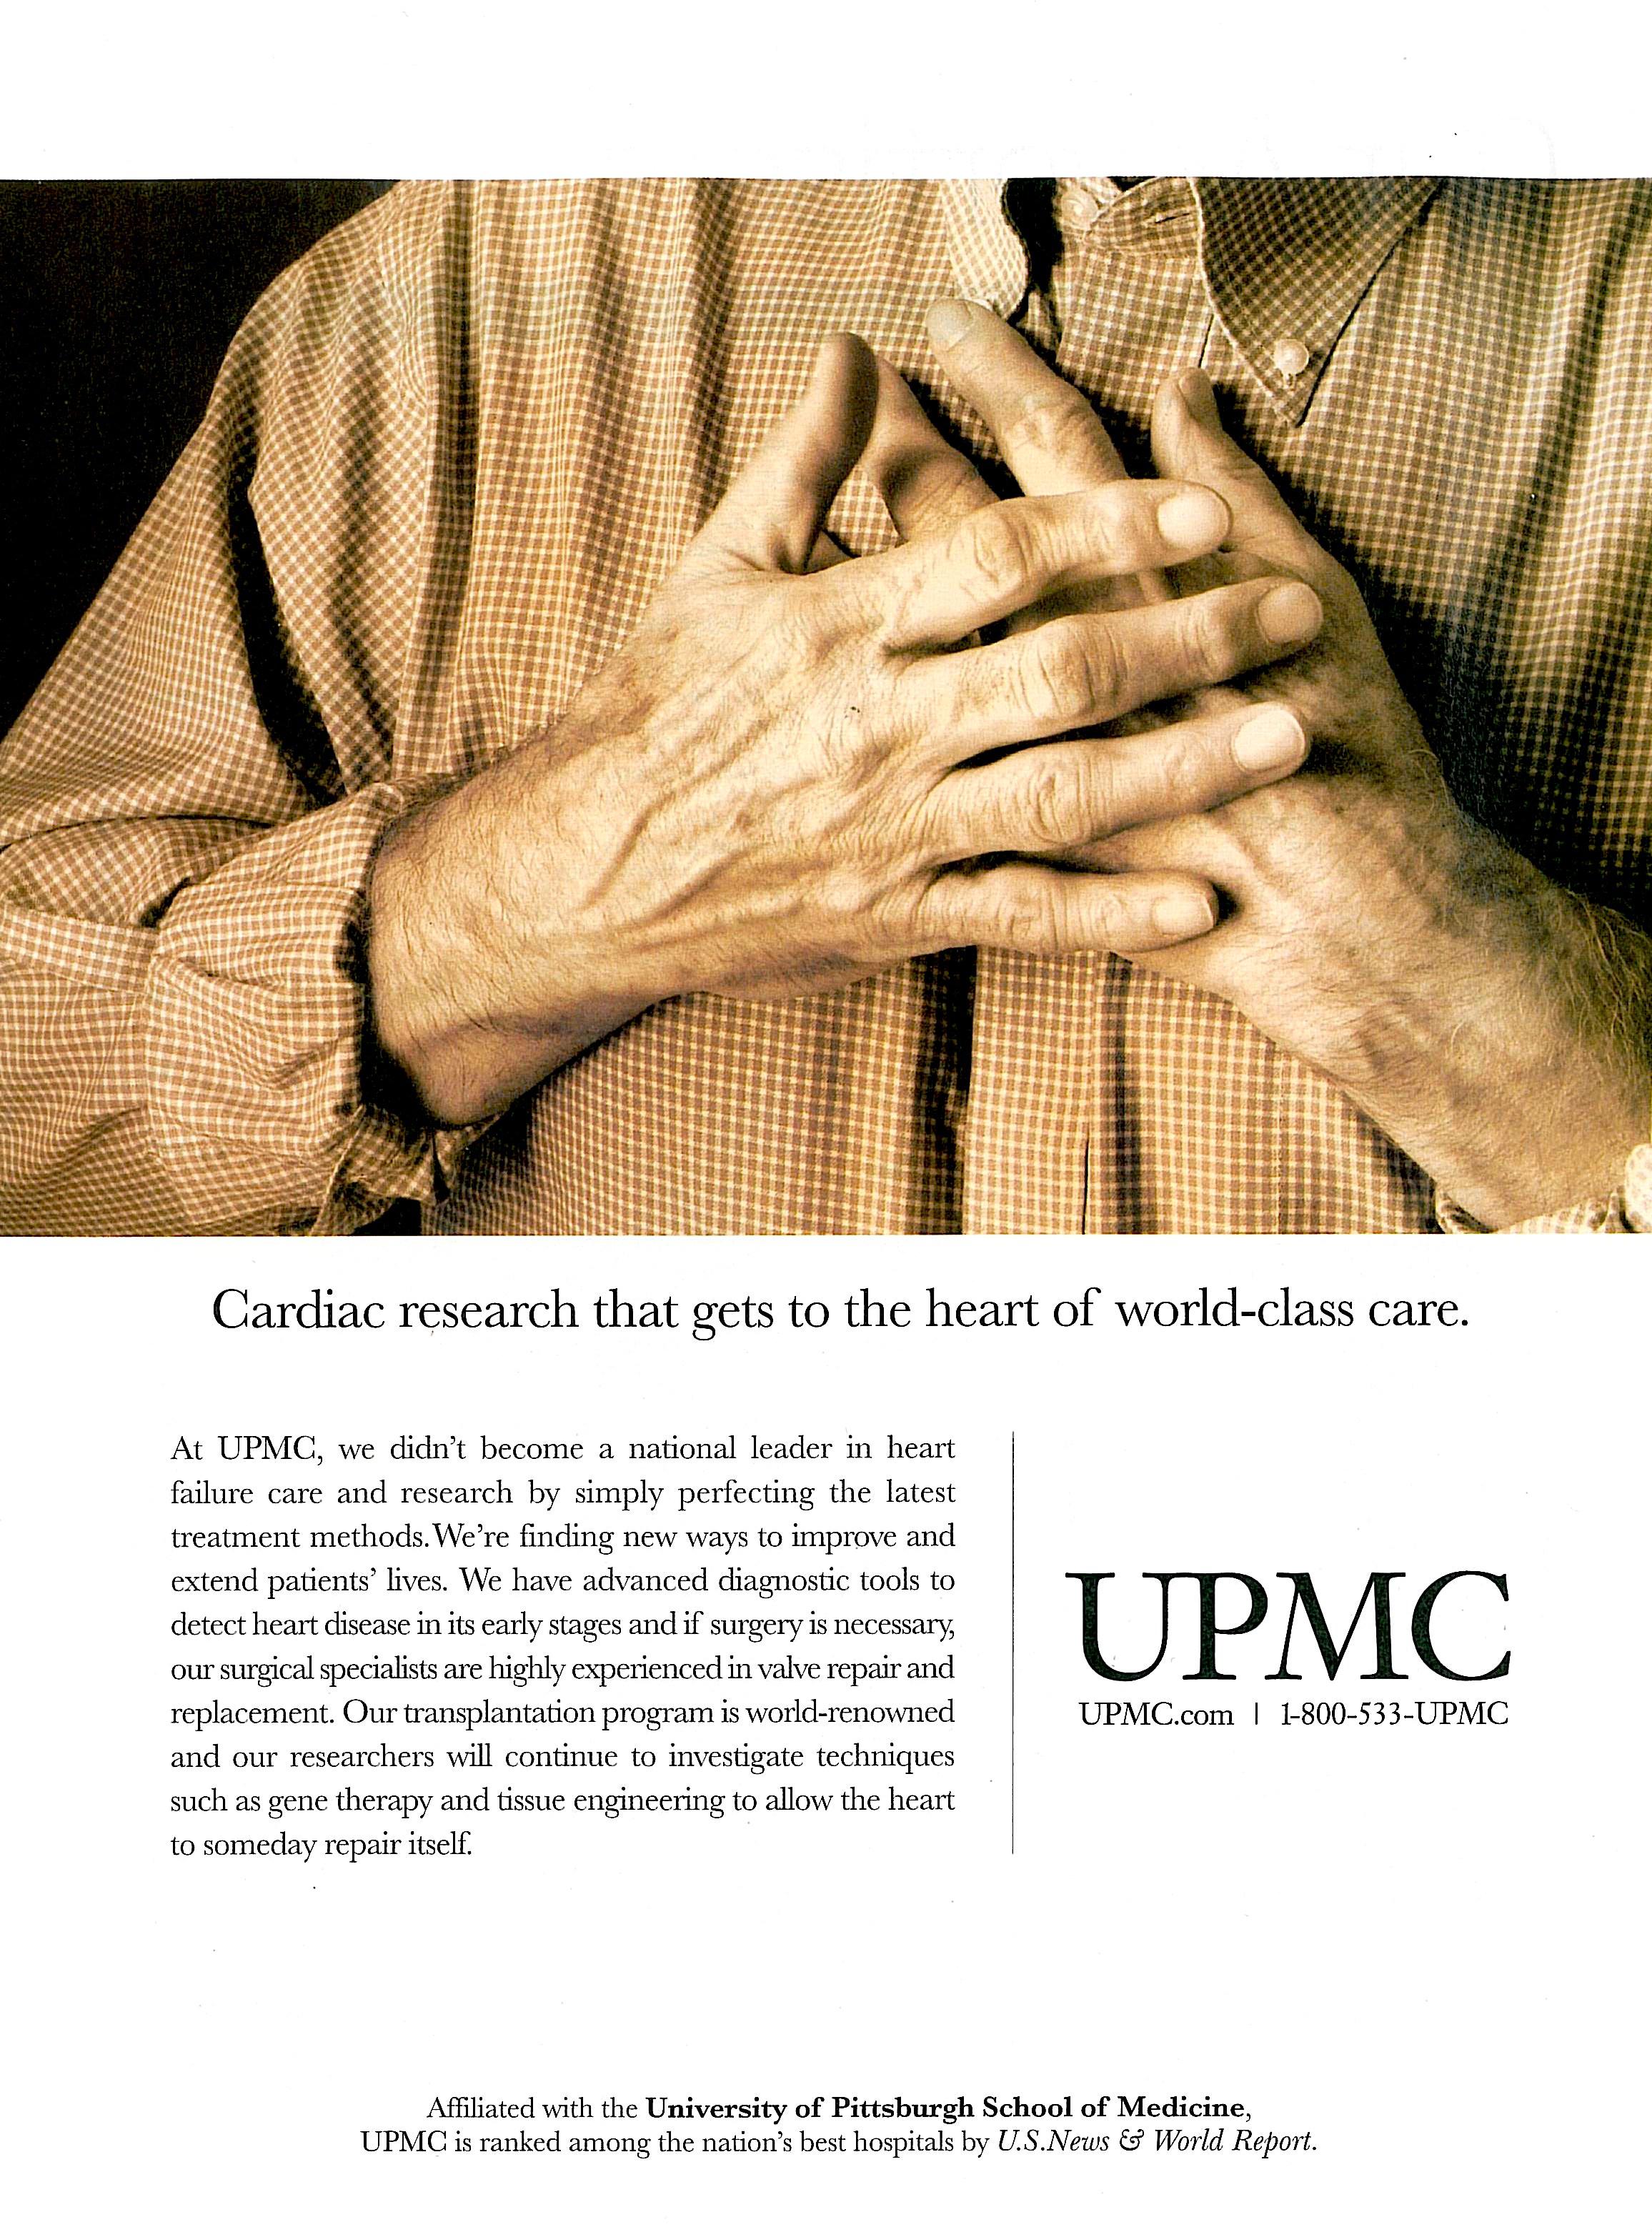 Cardiac research that gets to the heart of world-class care.
At UPMC, we didn't become a national leader in heart
failure care and research by simply perfecting the latest
treatment methods. We're finding new ways to improve and
extend patients' lives. We have advanced diagnostic tools to
detect heart disease in its early stages and if surgery is necessary,
our surgical specialists are highly experienced in valve repair and
replacement. Our transplantation program is world-renowned
and our researchers will continue to investigate techniques
such as gene therapy and tissue engineering to allow the heart
to someday repair itself.
UPMC
UPMC.com | 1-800-533-UPMC
Affiliated with the University of Pittsburgh School of Medicine,
UPMC is ranked among the nation's best hospitals by U.S.News & World Report.